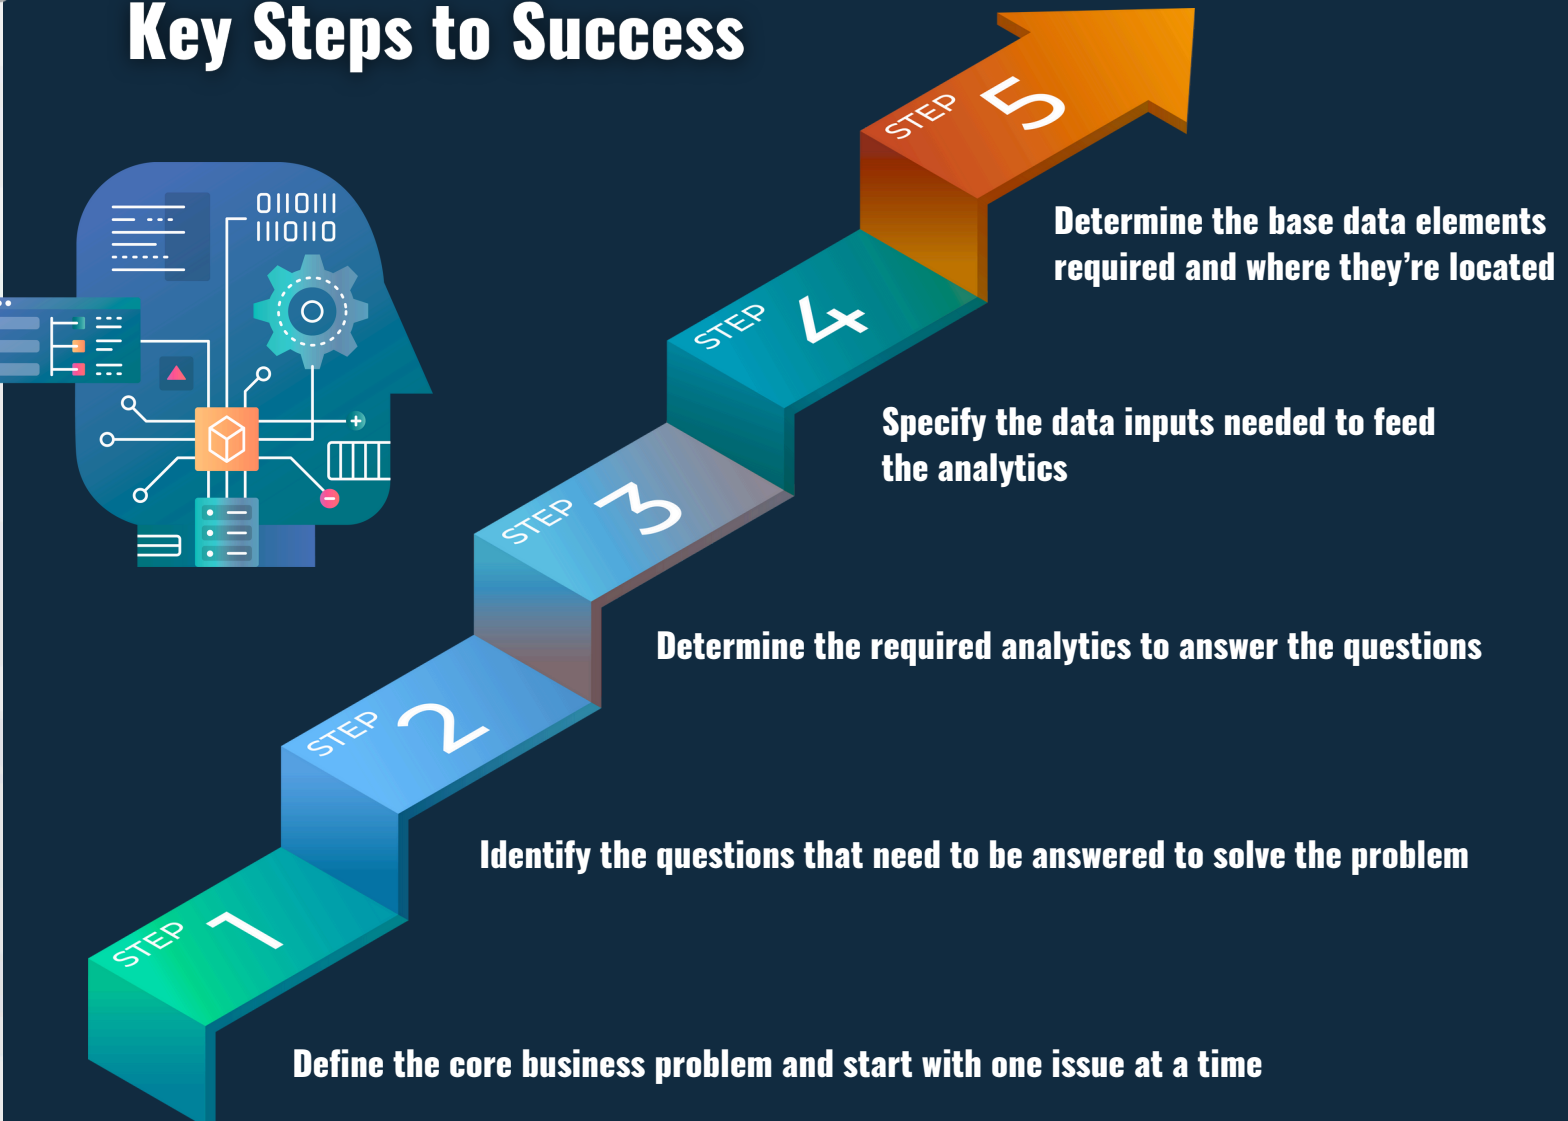 Key Steps to Success
0110111
1110110
STEP 5
Determine the base data elements
required and where they’re located
STEP 4
Specify the data inputs needed to feed
the analytics
STEP 3
Determine the required analytics to answer the questions
STEP 2
Identify the questions that need to be answered to solve the problem
STEP 1
Define the core business problem and start with one issue at a time